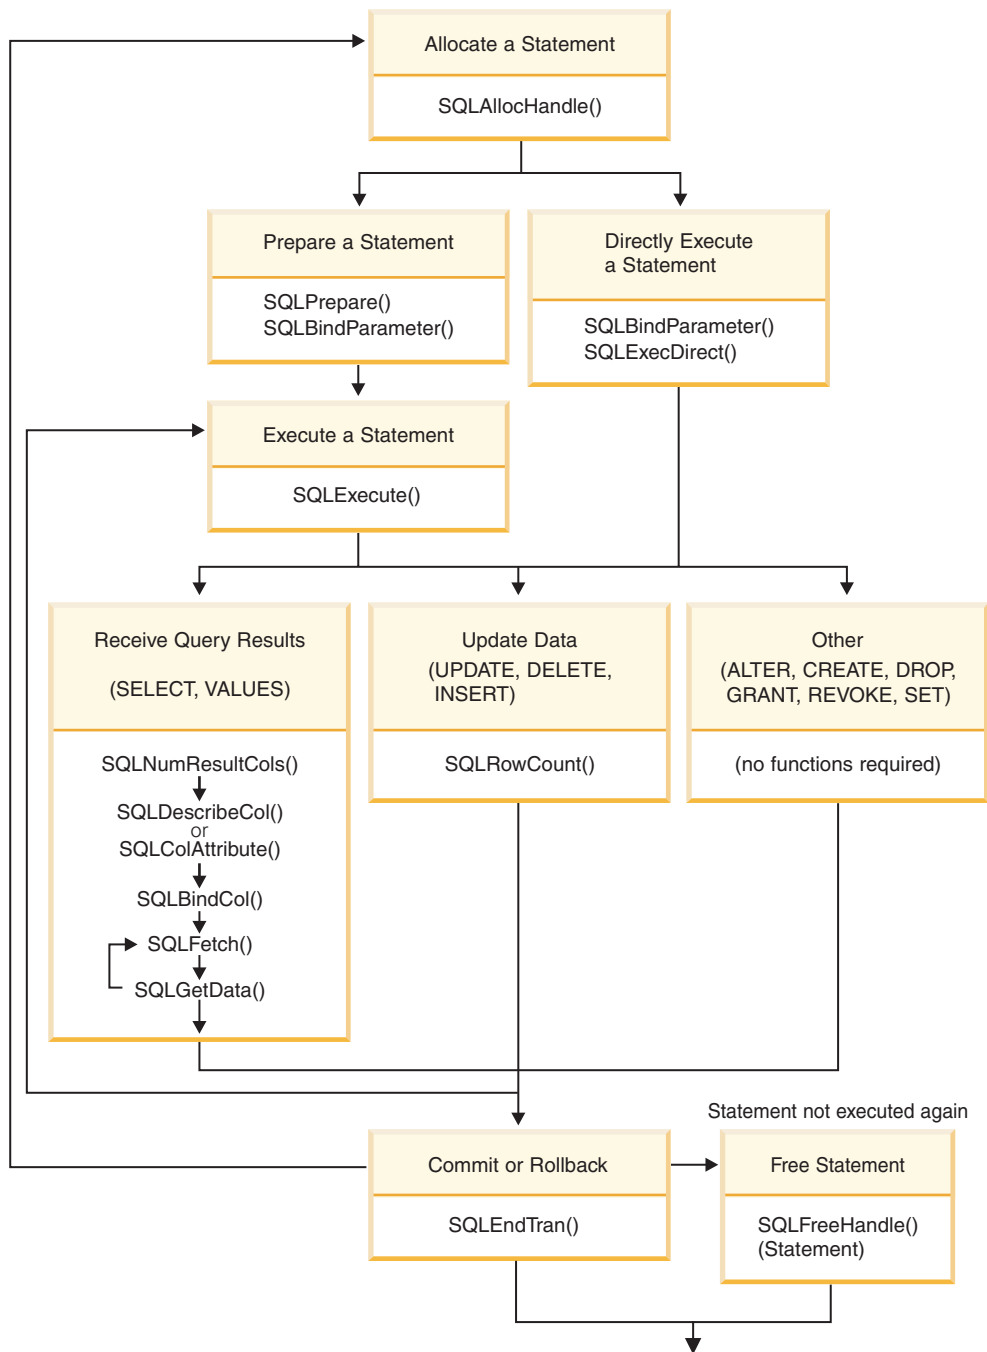 Allocate a Statement
SQLAllocHandle()
Prepare a Statement
SQLPrepare()
SQLBindParameter()
Directly Execute
a Statement
SQLBindParameter()
SQLExecDirect()
Execute a Statement
SQLExecute()
Receive Query Results
(SELECT, VALUES)
SQLNumResultCols()
SQLDescribeCol()
or
SQLColAttribute()
SQLBindCol()
SQLFetch()
SQLGetData()
Update Data
(UPDATE, DELETE,
INSERT)
SQLRowCount()
Other
(ALTER, CREATE, DROP,
GRANT, REVOKE, SET)
(no functions required)
Commit or Rollback
SQLEndTran()
Statement not executed again
Free Statement
SQLFreeHandle()
(Statement)